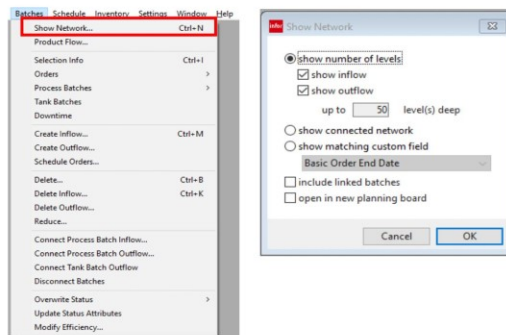 Batches Schedule Inventory Settings Window Help
Show Network... Ctrl+N
Product Flow...
Selection Info Ctrl+I
Orders >
Process Batches >
Tank Batches
Downtime
Create Inflow... Ctrl+M
Create Outflow...
Schedule Orders...
Delete... Ctrl+B
Delete Inflow... Ctrl+K
Delete Outflow...
Reduce...
Connect Process Batch Inflow...
Connect Process Batch Outflow...
Connect Tank Batch Outflow
Disconnect Batches
Overwrite Status >
Update Status Attributes
Modify Efficiency...
infor Show Network
show number of levels
show inflow
show outflow
up to 50 level(s) deep
show connected network
show matching custom field
Basic Order End Date
include linked batches
open in new planning board
Cancel OK